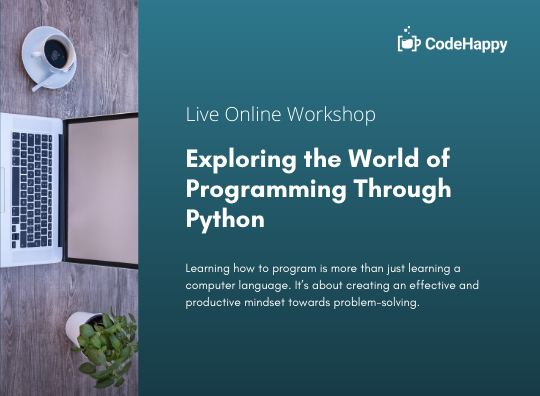 CodeHappy
Live Online Workshop
Exploring the World of
Programming Through
Python
Learning how to program is more than just learning a
computer language. It's about creating an effective and
productive mindset towards problem-solving.